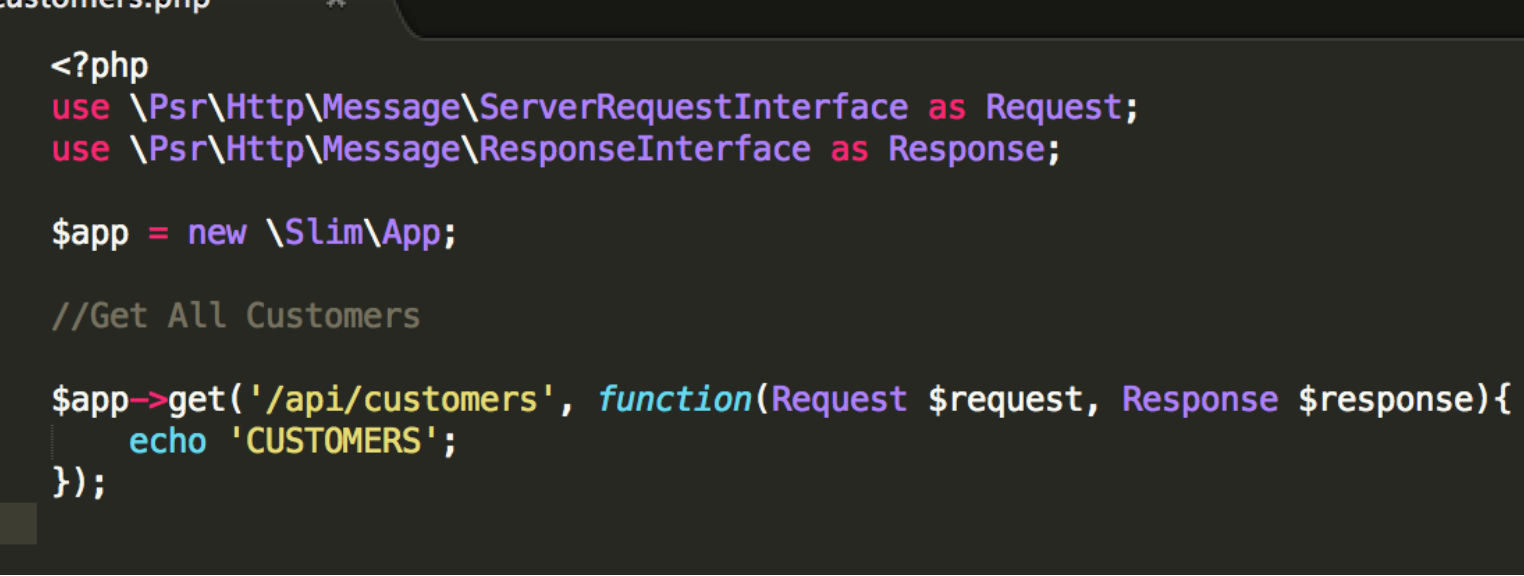 customers.php ×
<?php
use \Psr\Http\Message\ServerRequestInterface as Request;
use \Psr\Http\Message\ResponseInterface as Response;
$app = new \Slim\App;
//Get All Customers
$app->get('/api/customers', function(Request $request, Response $response){
    echo 'CUSTOMERS';
});